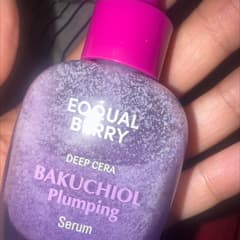 EQQUAL
BERRY
DEEP CERA
BAKUCHIOL
Plumping
Serum